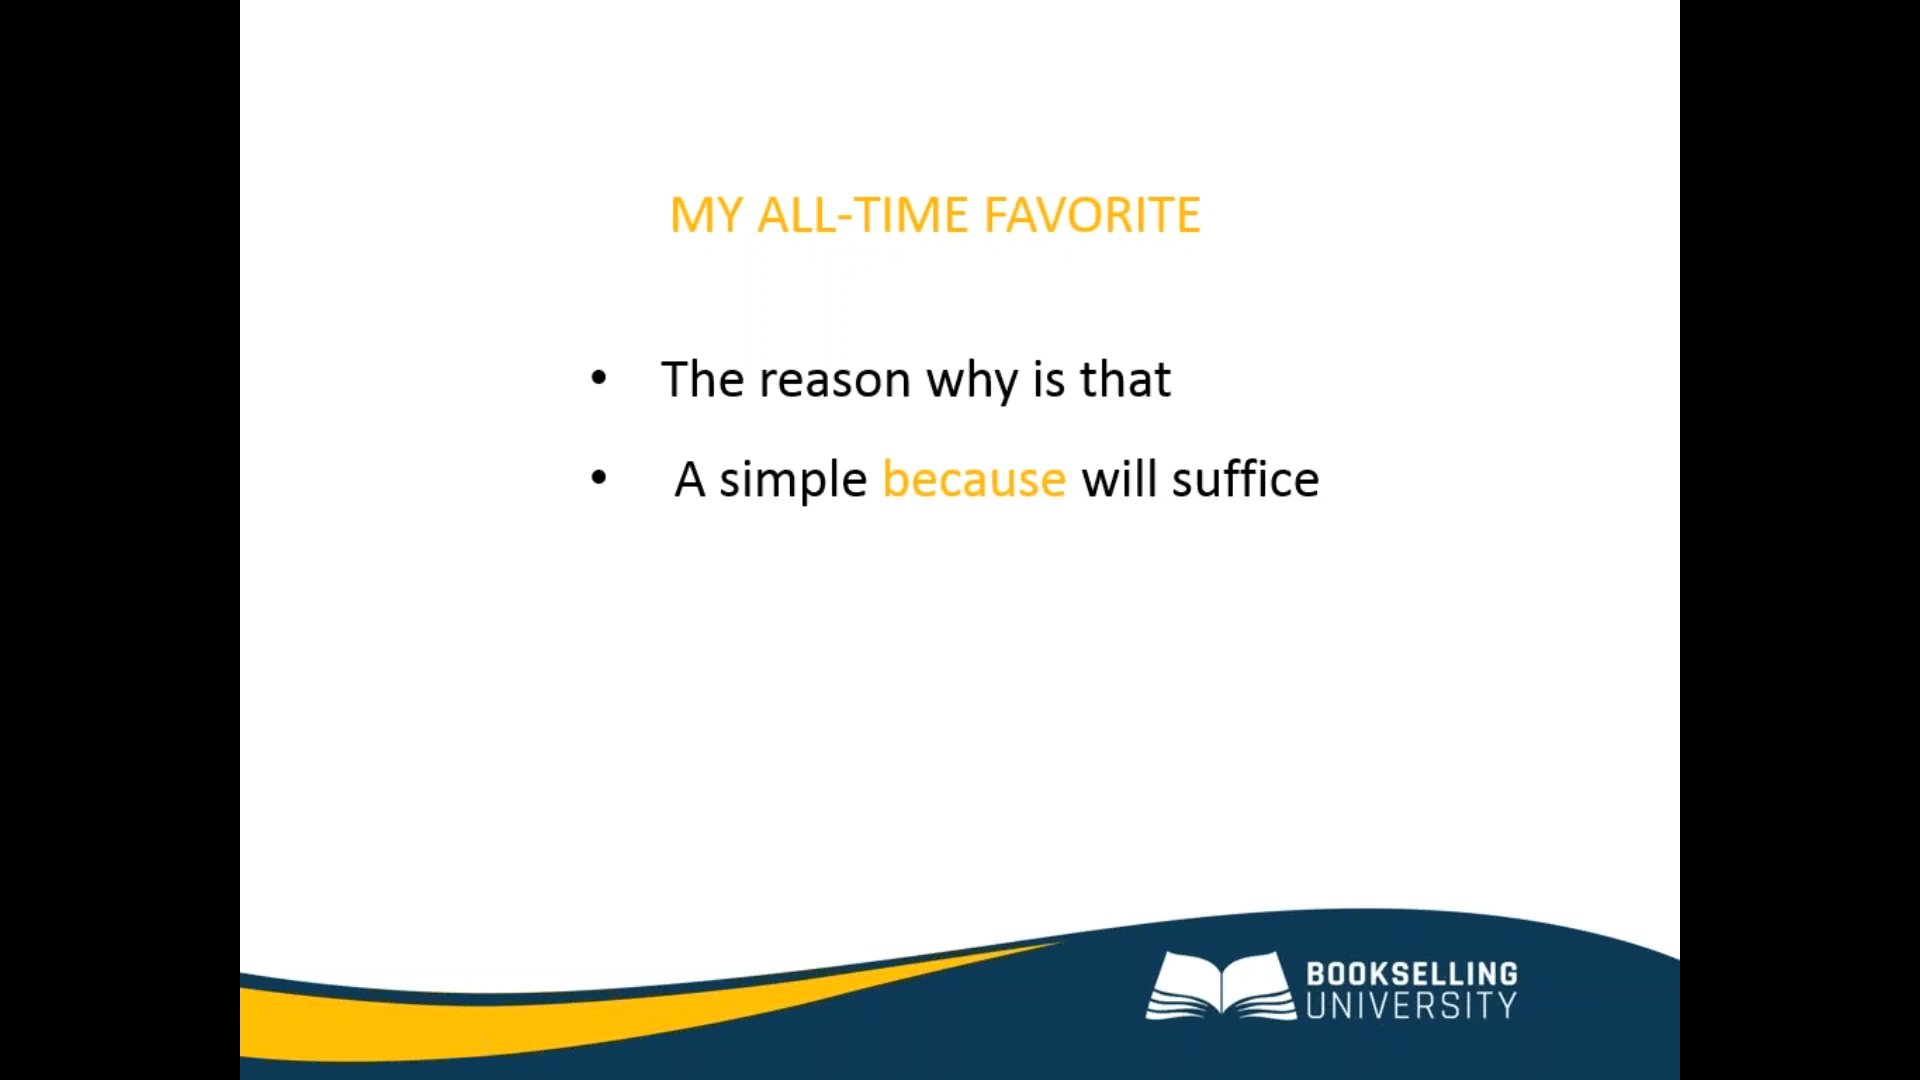 MY ALL-TIME FAVORITE
• The reason why is that
• A simple because will suffice
BOOKSELLING
UNIVERSITY